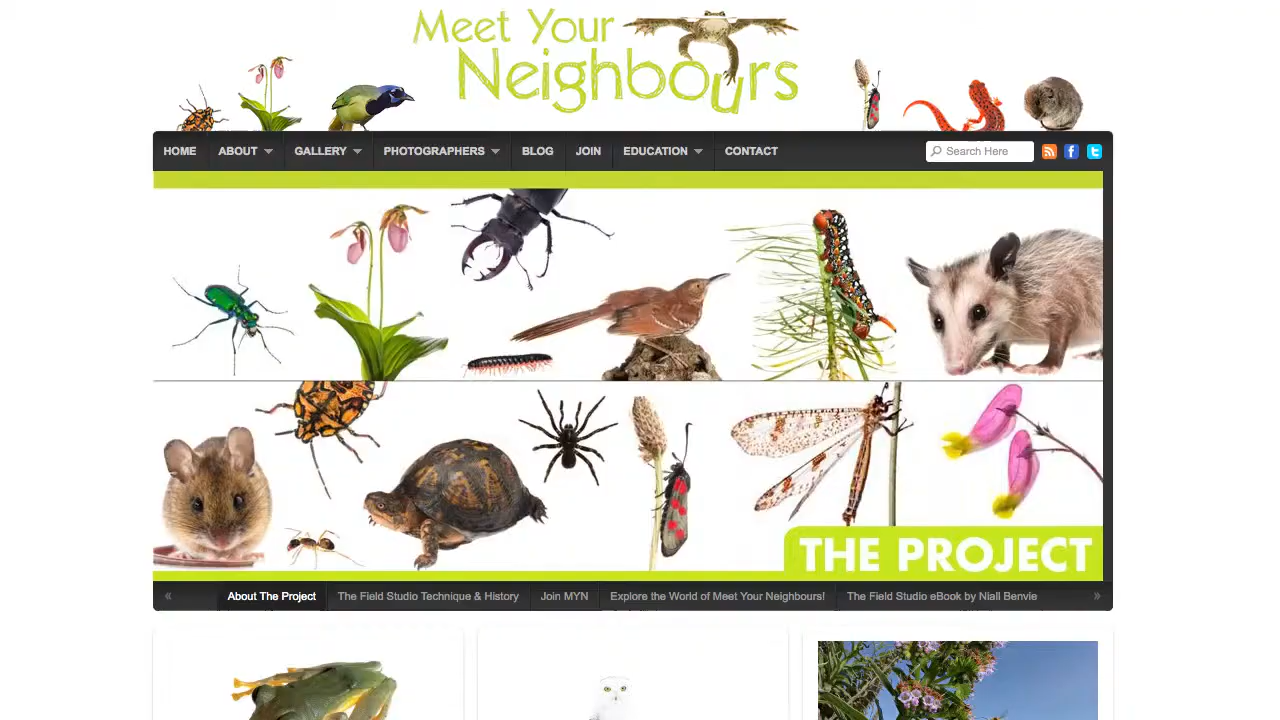 Meet Your
Neighbours
HOME ABOUT GALLERY PHOTOGRAPHERS BLOG JOIN EDUCATION CONTACT Search Here
THE PROJECT
« About The Project The Field Studio Technique & History Join MYN Explore the World of Meet Your Neighbours! The Field Studio eBook by Niall Benvie »